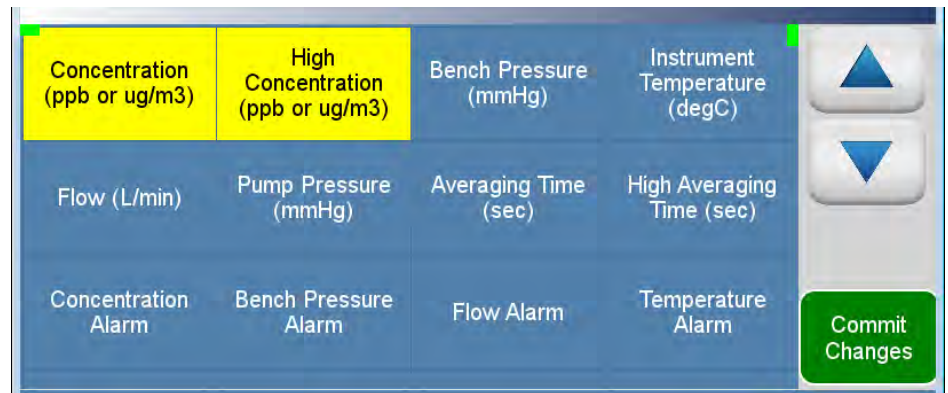 Concentration
(ppb or ug/m3)
High
Concentration
(ppb or ug/m3)
Bench Pressure
(mmHg)
Instrument
Temperature
(degC)
Flow (L/min)
Pump Pressure
(mmHg)
Averaging Time
(sec)
High Averaging
Time (sec)
Concentration
Alarm
Bench Pressure
Alarm
Flow Alarm
Temperature
Alarm
Commit
Changes